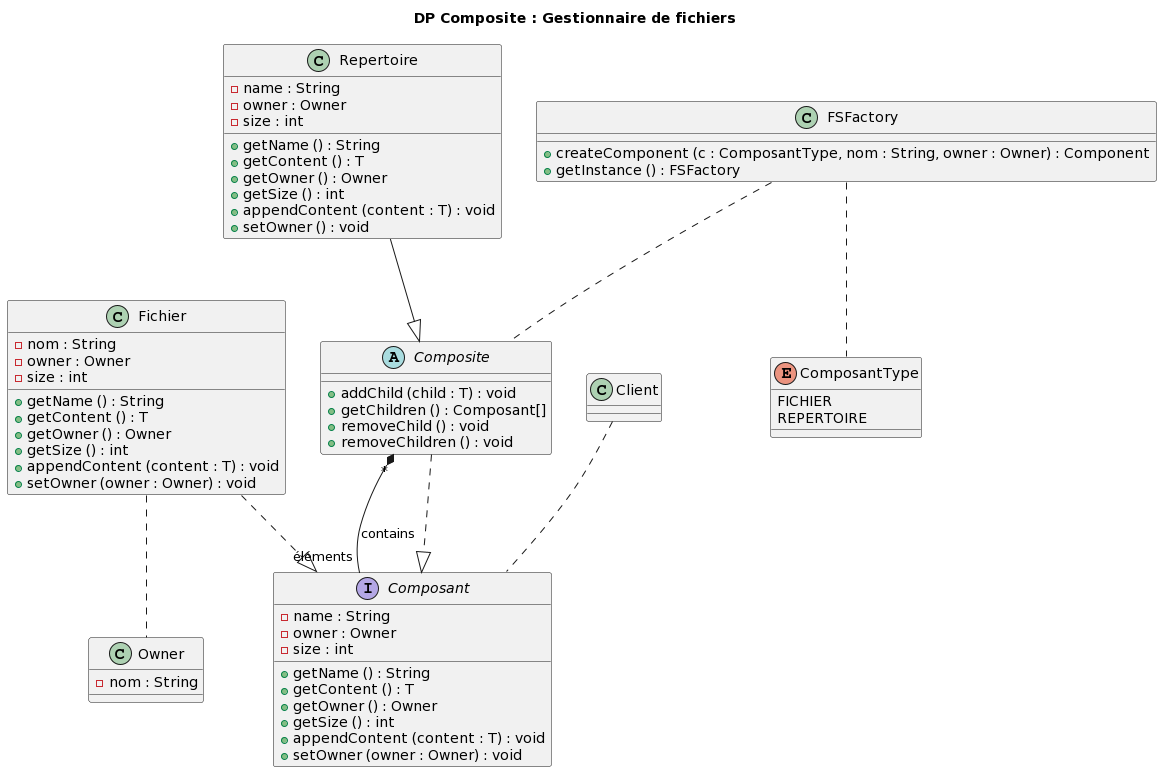 DP Composite : Gestionnaire de fichiers
C Repertoire
name : String
owner : Owner
size : int
getName () : String
getContent () : T
getOwner () : Owner
getSize () : int
appendContent (content : T) : void
setOwner () : void
C FSFactory
createComponent (c : ComposantType, nom : String, owner : Owner) : Component
getInstance () : FSFactory
C Fichier
nom : String
owner : Owner
size : int
getName () : String
getContent () : T
getOwner () : Owner
getSize () : int
appendContent (content : T) : void
setOwner (owner : Owner) : void
A Composite
addChild (child : T) : void
getChildren () : Composant[]
removeChild () : void
removeChildren () : void
C Client
E ComposantType
FICHIER
REPERTOIRE
*
contains
elements
C Owner
nom : String
I Composant
name : String
owner : Owner
size : int
getName () : String
getContent () : T
getOwner () : Owner
getSize () : int
appendContent (content : T) : void
setOwner (owner : Owner) : void